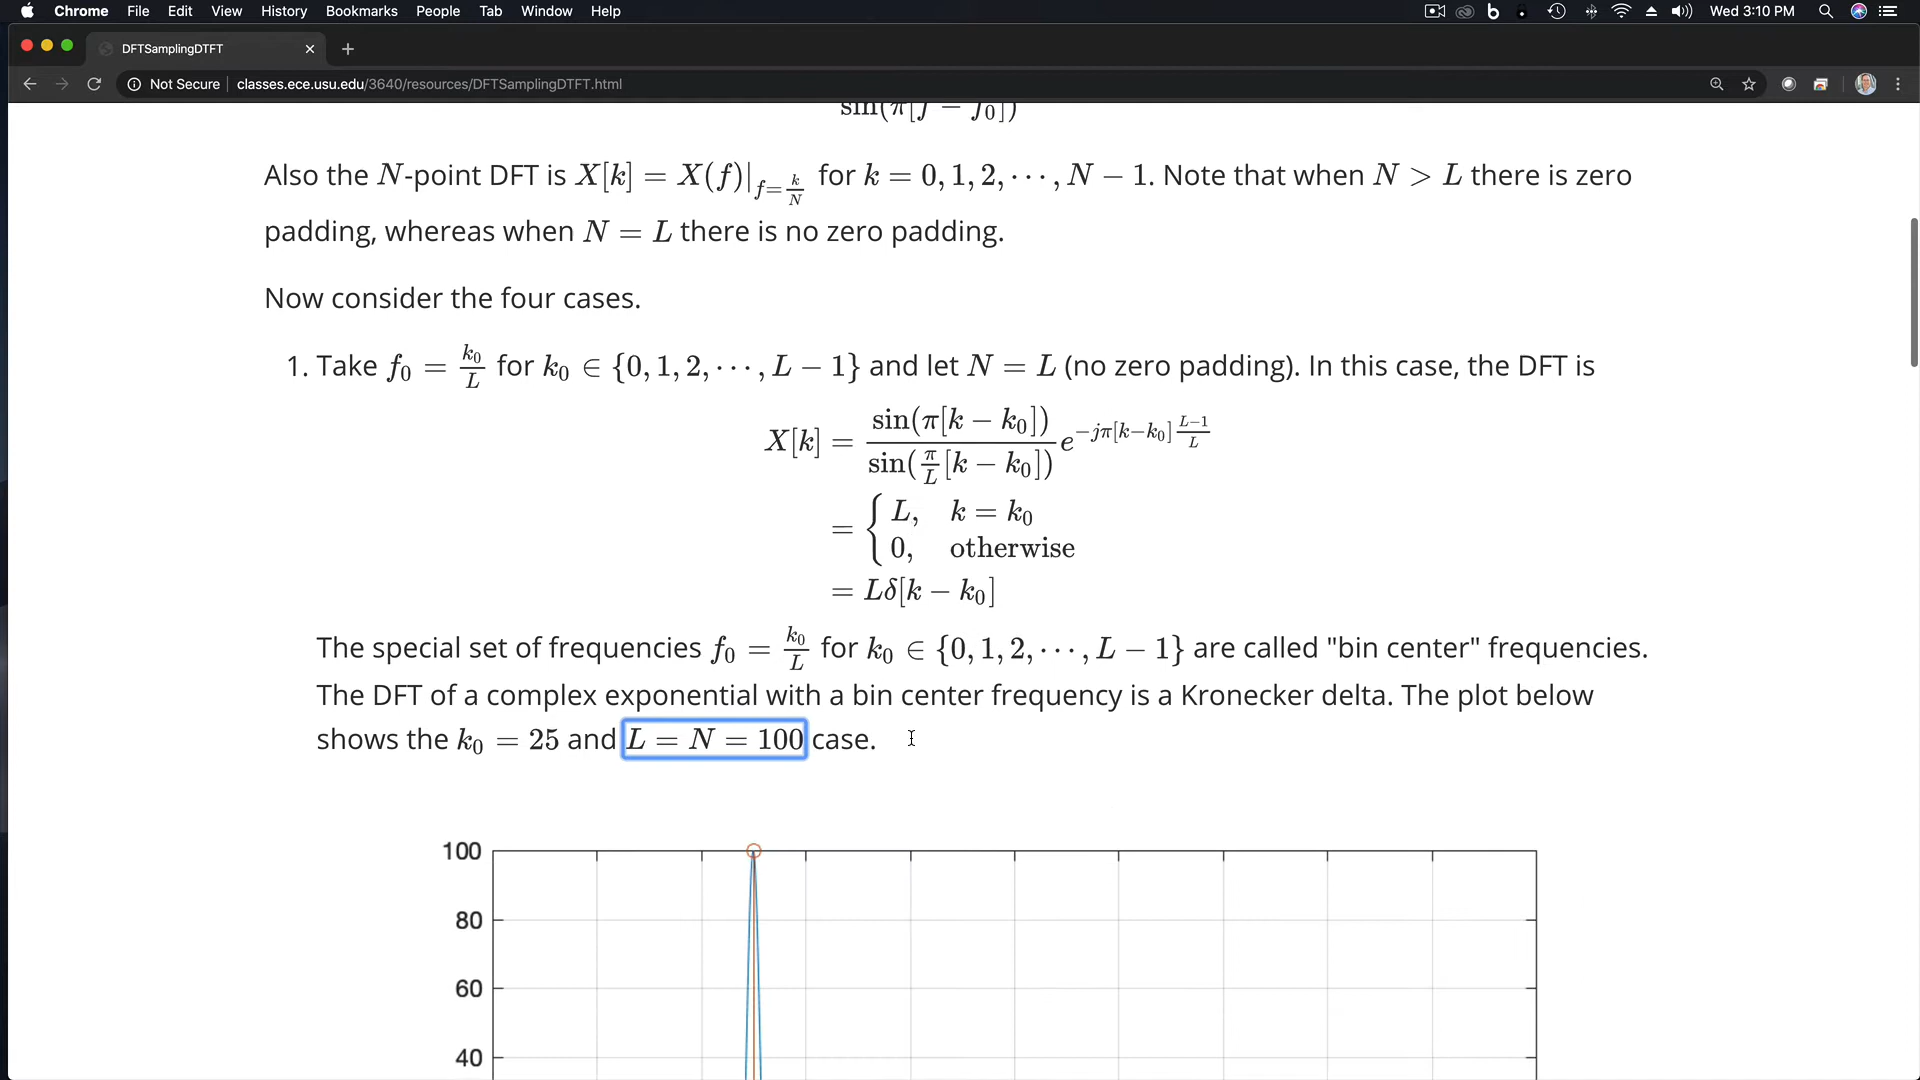 Chrome File Edit View History Bookmarks People Tab Window Help Wed 3:10 PM
DFTSamplingDTFT
Not Secure classes.ece.usu.edu/3640/resources/DFTSamplingDTFT.html
sin(π[f − f₀])
Also the N-point DFT is X[k] = X(f)|_{f=k/N} for k = 0, 1, 2, ⋯, N − 1. Note that when N > L there is zero
padding, whereas when N = L there is no zero padding.
Now consider the four cases.
1. Take f₀ = k₀/L for k₀ ∈ {0, 1, 2, ⋯, L − 1} and let N = L (no zero padding). In this case, the DFT is
X[k] = sin(π[k − k₀]) / sin(π/L[k − k₀]) e^{−jπ[k−k₀] (L−1)/L}
= { L, k = k₀
0, otherwise
= Lδ[k − k₀]
The special set of frequencies f₀ = k₀/L for k₀ ∈ {0, 1, 2, ⋯, L − 1} are called "bin center" frequencies.
The DFT of a complex exponential with a bin center frequency is a Kronecker delta. The plot below
shows the k₀ = 25 and L = N = 100 case.
100
80
60
40